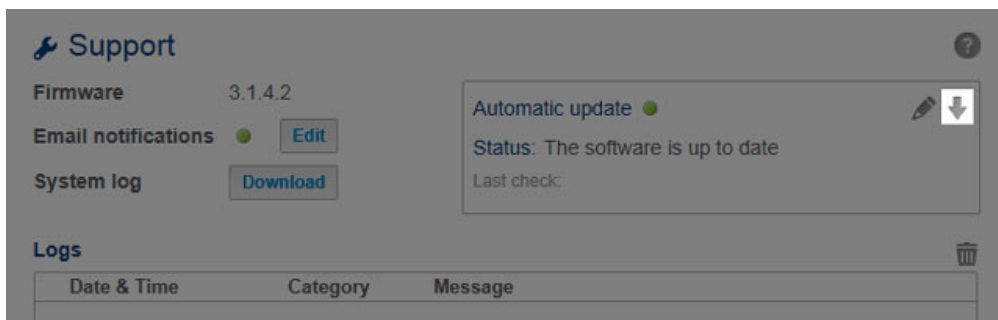 Support
Firmware 3.1.4.2
Email notifications Edit
System log Download
Automatic update
Status: The software is up to date
Last check:
Logs
Date & Time Category Message